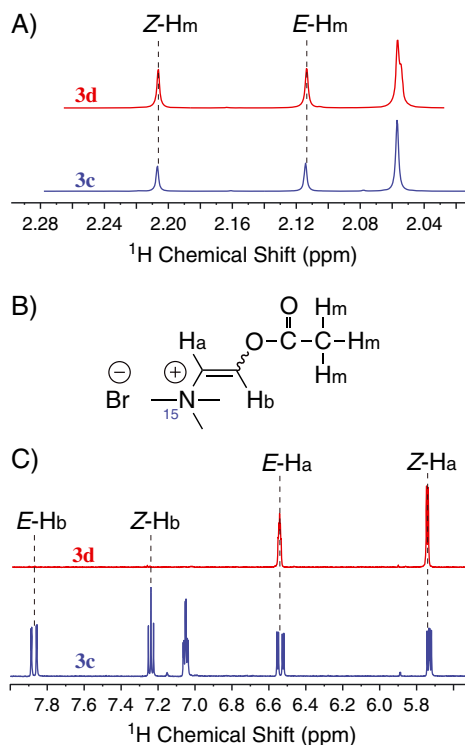 A)
Z-Hm E-Hm
3d
3c
2.28 2.24 2.20 2.16 2.12 2.08 2.04
¹H Chemical Shift (ppm)
B)
O
Hm
Ha O C C Hm
⊖ ⊕ Hm
Br N Hb
15
C)
E-Ha Z-Ha
E-Hb Z-Hb
3d
3c
7.8 7.6 7.4 7.2 7.0 6.8 6.6 6.4 6.2 6.0 5.8
¹H Chemical Shift (ppm)